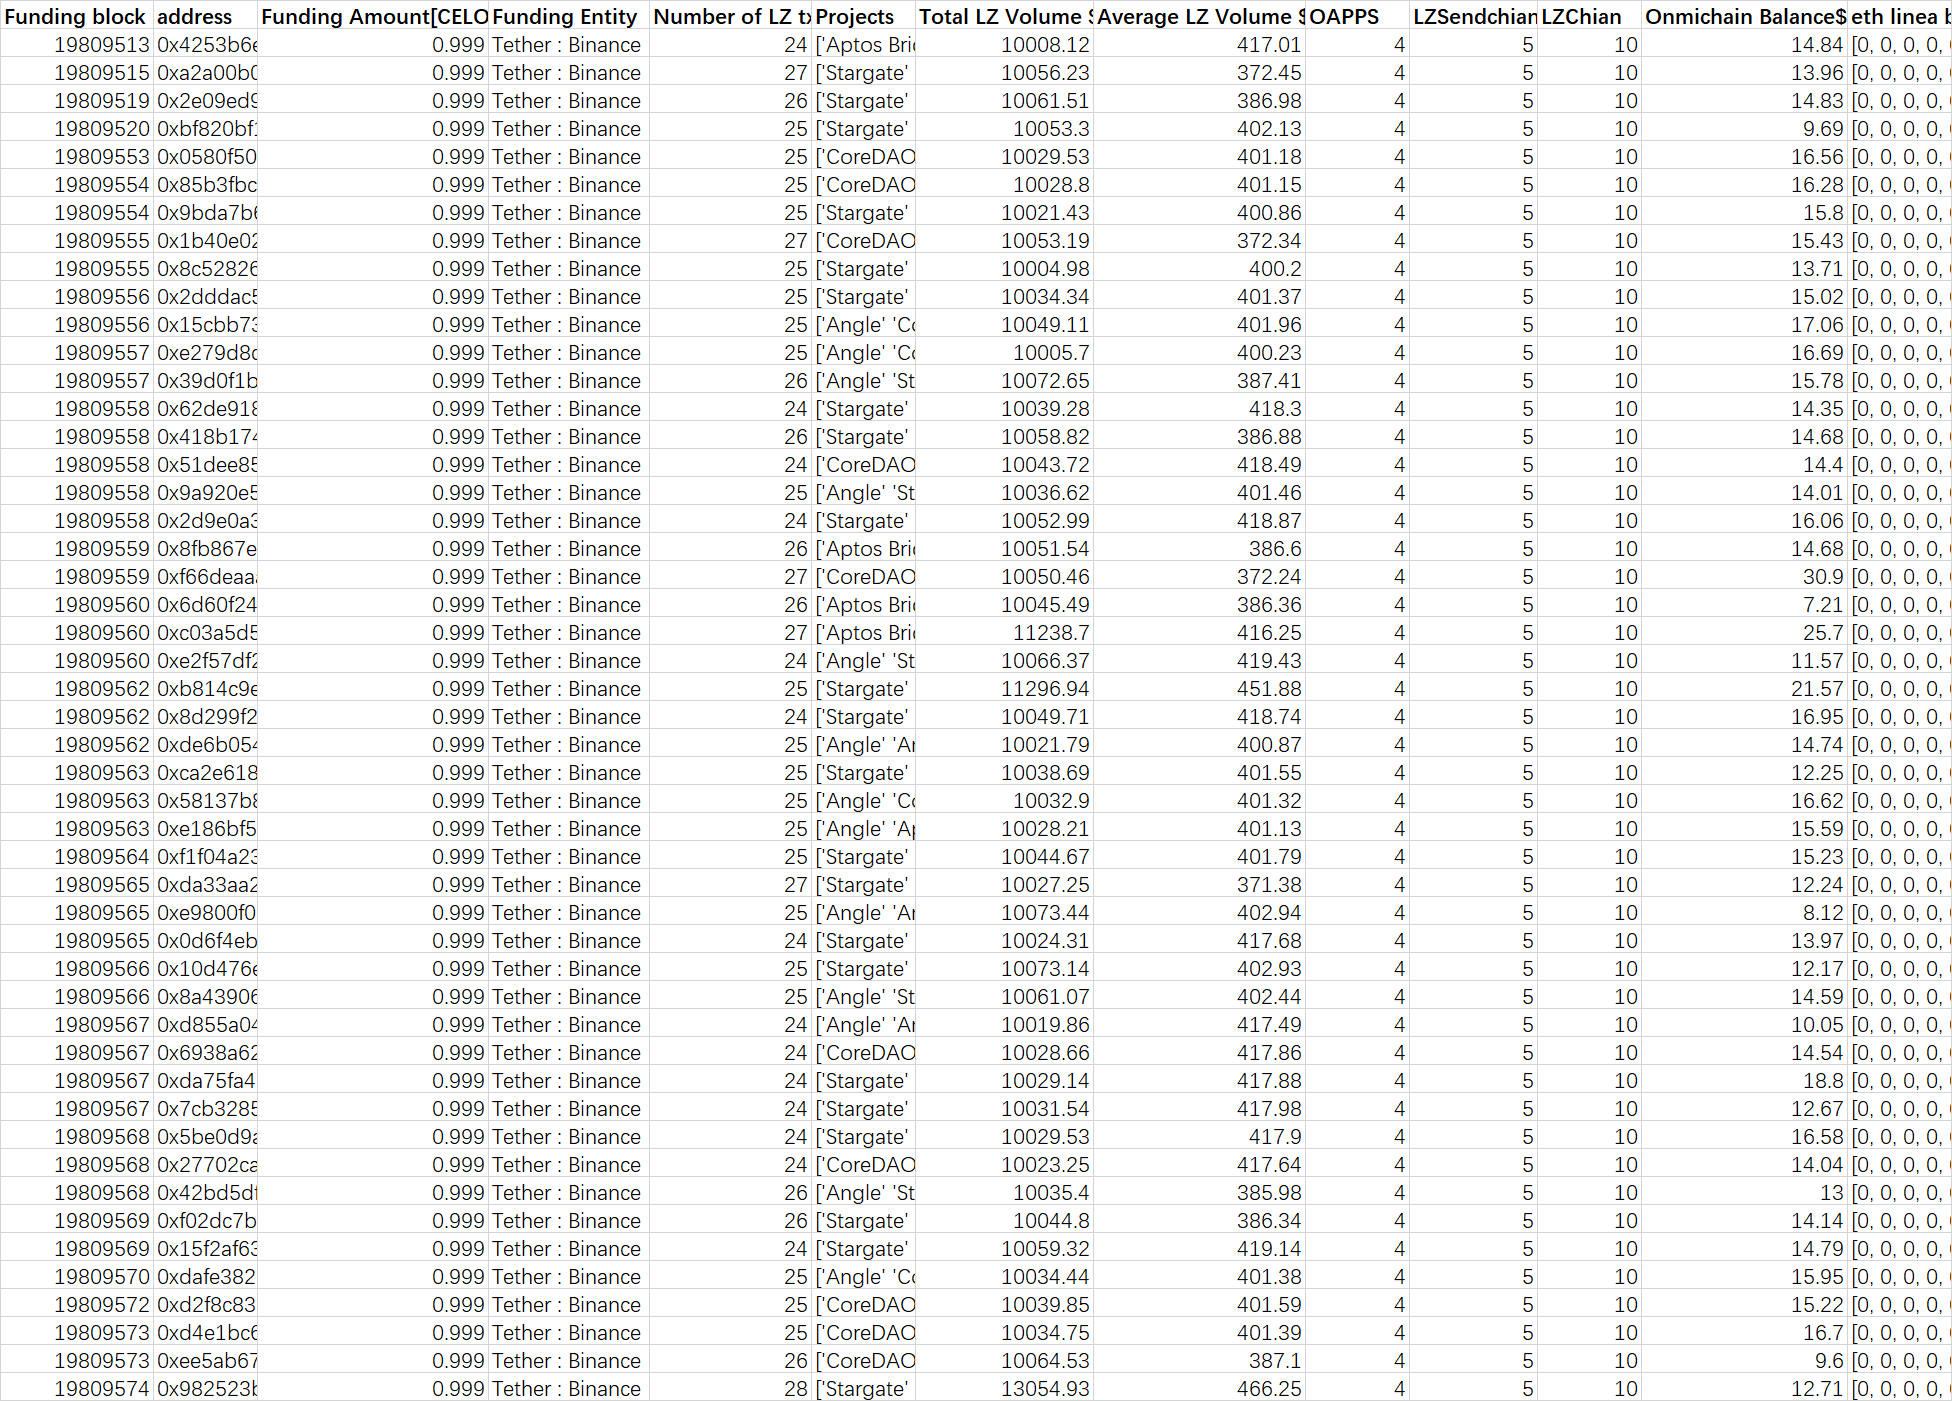 Funding block address Funding Amount[CELO Funding Entity Number of LZ tx Projects Total LZ Volume $ Average LZ Volume $ OAPPS LZSendchian LZChian Onmichain Balance$ eth linea b
19809513 0x4253b6e 0.999 Tether : Binance 24 ['Aptos Bric 10008.12 417.01 4 5 10 14.84 [0, 0, 0, 0, 0
19809515 0xa2a00b0 0.999 Tether : Binance 27 ['Stargate' 10056.23 372.45 4 5 10 13.96 [0, 0, 0, 0, 0
19809519 0x2e09ed9 0.999 Tether : Binance 26 ['Stargate' 10061.51 386.98 4 5 10 14.83 [0, 0, 0, 0, 0
19809520 0xbf820bf1 0.999 Tether : Binance 25 ['Stargate' 10053.3 402.13 4 5 10 9.69 [0, 0, 0, 0, 0
19809553 0x0580f50 0.999 Tether : Binance 25 ['CoreDAO 10029.53 401.18 4 5 10 16.56 [0, 0, 0, 0, 0
19809554 0x85b3fbc 0.999 Tether : Binance 25 ['CoreDAO 10028.8 401.15 4 5 10 16.28 [0, 0, 0, 0, 0
19809554 0x9bda7b6 0.999 Tether : Binance 25 ['Stargate' 10021.43 400.86 4 5 10 15.8 [0, 0, 0, 0, 0
19809555 0x1b40e02 0.999 Tether : Binance 27 ['CoreDAO 10053.19 372.34 4 5 10 15.43 [0, 0, 0, 0, 0
19809555 0x8c52826 0.999 Tether : Binance 25 ['Stargate' 10004.98 400.2 4 5 10 13.71 [0, 0, 0, 0, 0
19809556 0x2dddac5 0.999 Tether : Binance 25 ['Stargate' 10034.34 401.37 4 5 10 15.02 [0, 0, 0, 0, 0
19809556 0x15cbb73 0.999 Tether : Binance 25 ['Angle' 'Co 10049.11 401.96 4 5 10 17.06 [0, 0, 0, 0, 0
19809557 0xe279d8c 0.999 Tether : Binance 25 ['Angle' 'Co 10005.7 400.23 4 5 10 16.69 [0, 0, 0, 0, 0
19809557 0x39d0f1b 0.999 Tether : Binance 26 ['Angle' 'St 10072.65 387.41 4 5 10 15.78 [0, 0, 0, 0, 0
19809558 0x62de918 0.999 Tether : Binance 24 ['Stargate' 10039.28 418.3 4 5 10 14.35 [0, 0, 0, 0, 0
19809558 0x418b174 0.999 Tether : Binance 26 ['Stargate' 10058.82 386.88 4 5 10 14.68 [0, 0, 0, 0, 0
19809558 0x51dee85 0.999 Tether : Binance 24 ['CoreDAO 10043.72 418.49 4 5 10 14.4 [0, 0, 0, 0, 0
19809558 0x9a920e5 0.999 Tether : Binance 25 ['Angle' 'St 10036.62 401.46 4 5 10 14.01 [0, 0, 0, 0, 0
19809558 0x2d9e0a3 0.999 Tether : Binance 24 ['Stargate' 10052.99 418.87 4 5 10 16.06 [0, 0, 0, 0, 0
19809559 0x8fb867e 0.999 Tether : Binance 26 ['Aptos Bric 10051.54 386.6 4 5 10 14.68 [0, 0, 0, 0, 0
19809559 0xf66deaa 0.999 Tether : Binance 27 ['CoreDAO 10050.46 372.24 4 5 10 30.9 [0, 0, 0, 0, 0
19809560 0x6d60f24 0.999 Tether : Binance 26 ['Aptos Bric 10045.49 386.36 4 5 10 7.21 [0, 0, 0, 0, 0
19809560 0xc03a5d5 0.999 Tether : Binance 27 ['Aptos Bric 11238.7 416.25 4 5 10 25.7 [0, 0, 0, 0, 0
19809560 0xe2f57df2 0.999 Tether : Binance 24 ['Angle' 'St 10066.37 419.43 4 5 10 11.57 [0, 0, 0, 0, 0
19809562 0xb814c9e 0.999 Tether : Binance 25 ['Stargate' 11296.94 451.88 4 5 10 21.57 [0, 0, 0, 0, 0
19809562 0x8d299f2 0.999 Tether : Binance 24 ['Stargate' 10049.71 418.74 4 5 10 16.95 [0, 0, 0, 0, 0
19809562 0xde6b054 0.999 Tether : Binance 25 ['Angle' 'Ar 10021.79 400.87 4 5 10 14.74 [0, 0, 0, 0, 0
19809563 0xca2e618 0.999 Tether : Binance 25 ['Stargate' 10038.69 401.55 4 5 10 12.25 [0, 0, 0, 0, 0
19809563 0x58137b8 0.999 Tether : Binance 25 ['Angle' 'Co 10032.9 401.32 4 5 10 16.62 [0, 0, 0, 0, 0
19809563 0xe186bf5 0.999 Tether : Binance 25 ['Angle' 'Ap 10028.21 401.13 4 5 10 15.59 [0, 0, 0, 0, 0
19809564 0xf1f04a23 0.999 Tether : Binance 25 ['Stargate' 10044.67 401.79 4 5 10 15.23 [0, 0, 0, 0, 0
19809565 0xda33aa2 0.999 Tether : Binance 27 ['Stargate' 10027.25 371.38 4 5 10 12.24 [0, 0, 0, 0, 0
19809565 0xe9800f0 0.999 Tether : Binance 25 ['Angle' 'Ar 10073.44 402.94 4 5 10 8.12 [0, 0, 0, 0, 0
19809565 0x0d6f4eb 0.999 Tether : Binance 24 ['Stargate' 10024.31 417.68 4 5 10 13.97 [0, 0, 0, 0, 0
19809566 0x10d476e 0.999 Tether : Binance 25 ['Stargate' 10073.14 402.93 4 5 10 12.17 [0, 0, 0, 0, 0
19809566 0x8a43906 0.999 Tether : Binance 25 ['Angle' 'St 10061.07 402.44 4 5 10 14.59 [0, 0, 0, 0, 0
19809567 0xd855a04 0.999 Tether : Binance 24 ['Angle' 'Ar 10019.86 417.49 4 5 10 10.05 [0, 0, 0, 0, 0
19809567 0x6938a62 0.999 Tether : Binance 24 ['CoreDAO 10028.66 417.86 4 5 10 14.54 [0, 0, 0, 0, 0
19809567 0xda75fa4 0.999 Tether : Binance 24 ['Stargate' 10029.14 417.88 4 5 10 18.8 [0, 0, 0, 0, 0
19809567 0x7cb3285 0.999 Tether : Binance 24 ['Stargate' 10031.54 417.98 4 5 10 12.67 [0, 0, 0, 0, 0
19809568 0x5be0d9a 0.999 Tether : Binance 24 ['Stargate' 10029.53 417.9 4 5 10 16.58 [0, 0, 0, 0, 0
19809568 0x27702ca 0.999 Tether : Binance 24 ['CoreDAO 10023.25 417.64 4 5 10 14.04 [0, 0, 0, 0, 0
19809568 0x42bd5df 0.999 Tether : Binance 26 ['Angle' 'St 10035.4 385.98 4 5 10 13 [0, 0, 0, 0, 0
19809569 0xf02dc7b 0.999 Tether : Binance 26 ['Stargate' 10044.8 386.34 4 5 10 14.14 [0, 0, 0, 0, 0
19809569 0x15f2af63 0.999 Tether : Binance 24 ['Stargate' 10059.32 419.14 4 5 10 14.79 [0, 0, 0, 0, 0
19809570 0xdafe382 0.999 Tether : Binance 25 ['Angle' 'Co 10034.44 401.38 4 5 10 15.95 [0, 0, 0, 0, 0
19809572 0xd2f8c83 0.999 Tether : Binance 25 ['CoreDAO 10039.85 401.59 4 5 10 15.22 [0, 0, 0, 0, 0
19809573 0xd4e1bc6 0.999 Tether : Binance 25 ['CoreDAO 10034.75 401.39 4 5 10 16.7 [0, 0, 0, 0, 0
19809573 0xee5ab67 0.999 Tether : Binance 26 ['CoreDAO 10064.53 387.1 4 5 10 9.6 [0, 0, 0, 0, 0
19809574 0x982523b 0.999 Tether : Binance 28 ['Stargate' 13054.93 466.25 4 5 10 12.71 [0, 0, 0, 0, 0